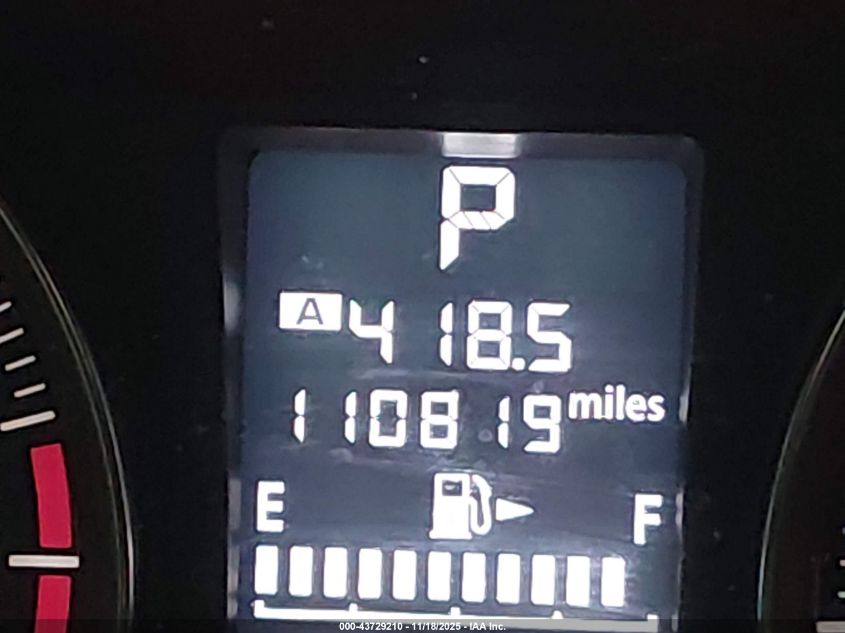 P
A 418.5
110819 miles
E F
000-43729210 - 11/18/2025 - IAA Inc.